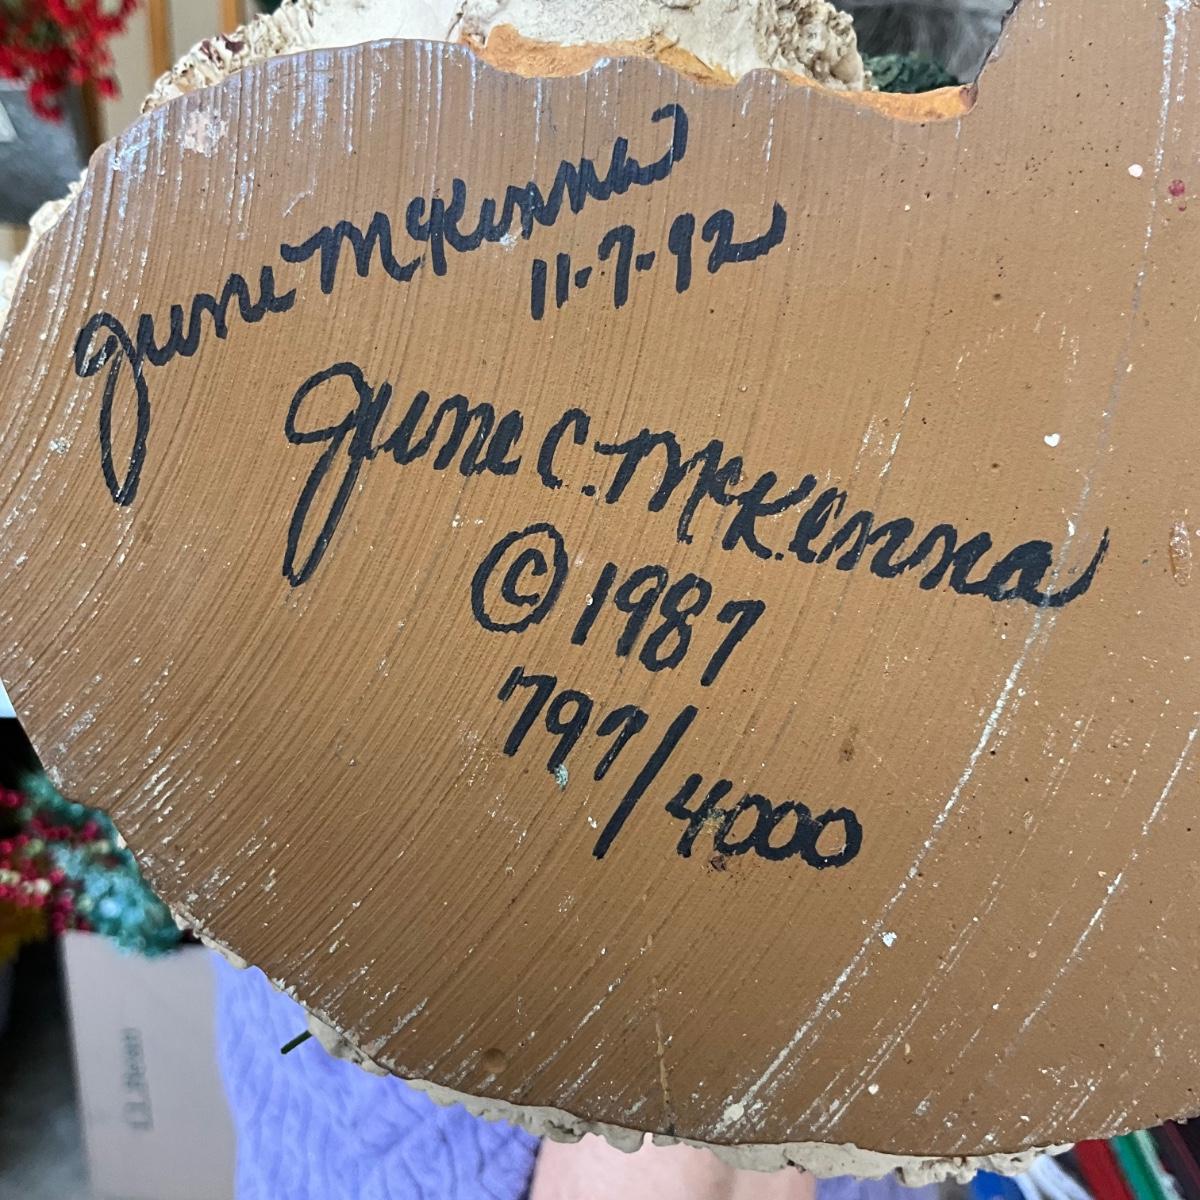 June McKenna
11-7-92
June C. McKenna
© 1987
797/4000